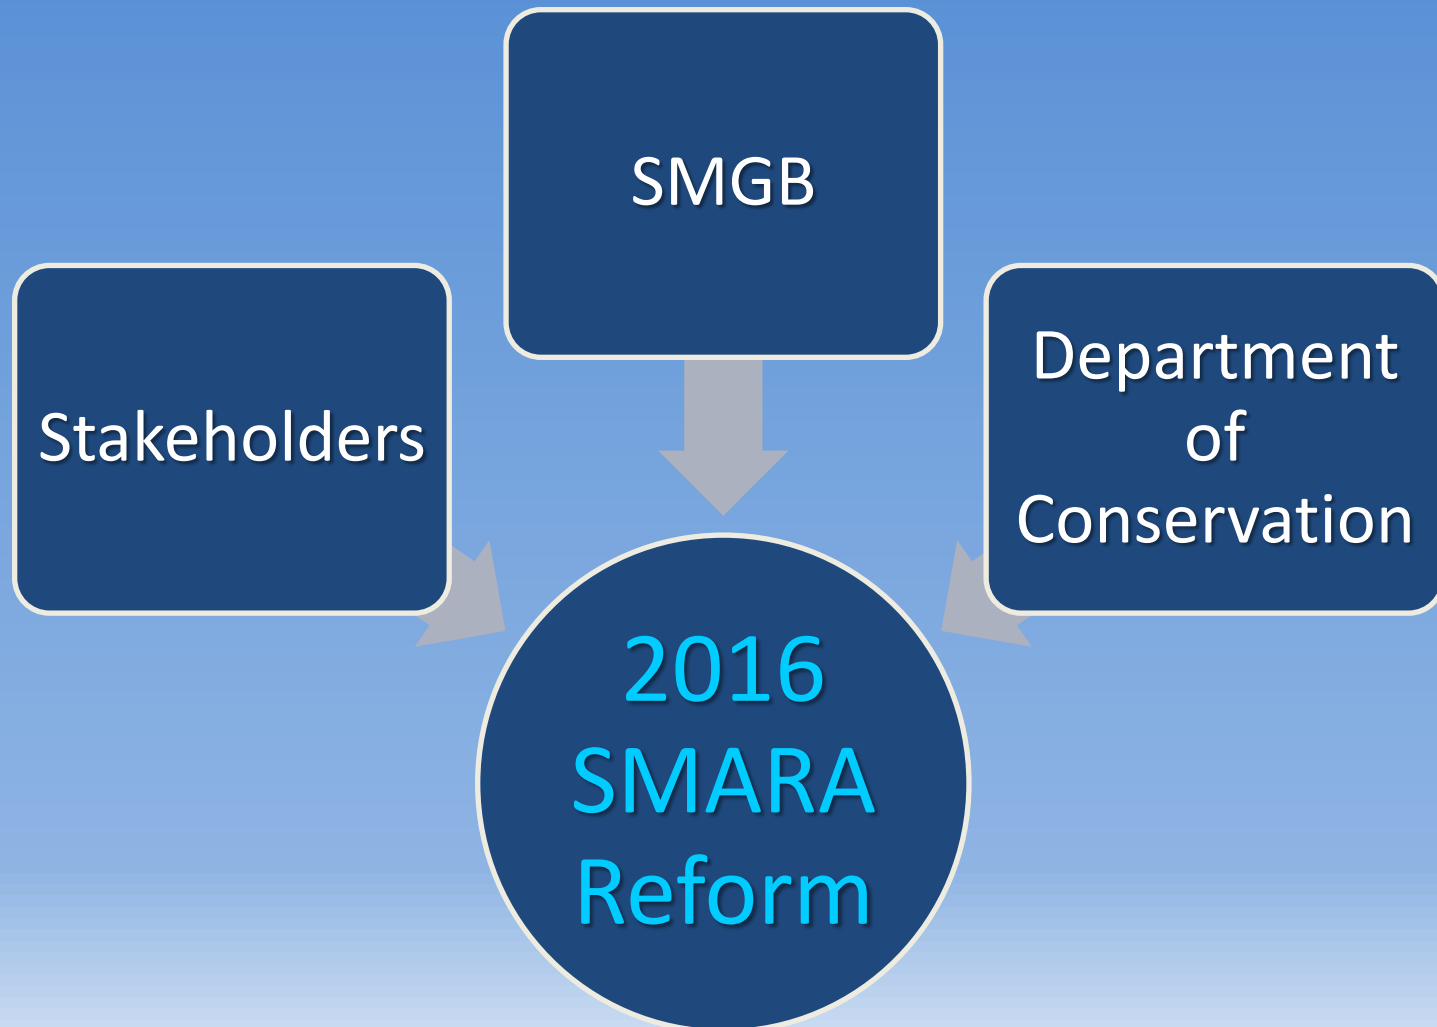 SMGB
Stakeholders
Department
of
Conservation
2016
SMARA
Reform